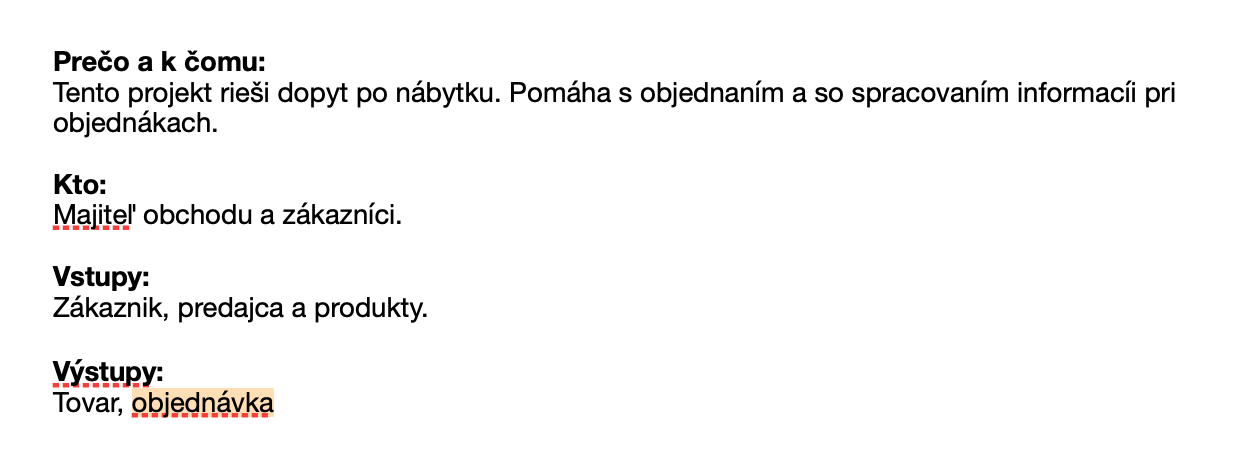 Prečo a k čomu:
Tento projekt rieši dopyt po nábytku. Pomáha s objednaním a so spracovaním informacíi pri
objednákach.
Kto:
Majiteľ obchodu a zákazníci.
Vstupy:
Zákaznik, predajca a produkty.
Výstupy:
Tovar, objednávka